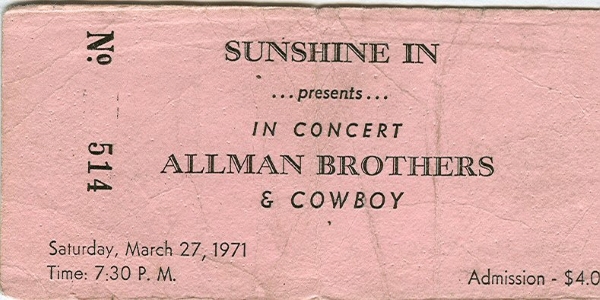 No. 514
SUNSHINE IN
...presents...
IN CONCERT
ALLMAN BROTHERS
& COWBOY
Saturday, March 27, 1971
Time: 7:30 P. M.
Admission - $4.0